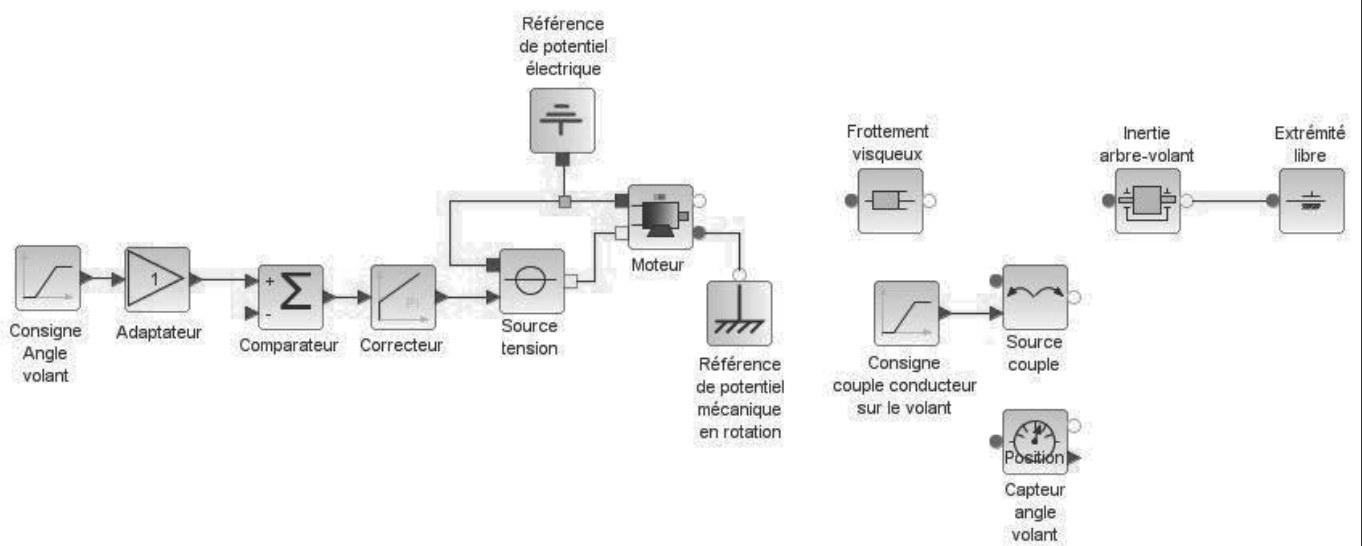 Référence
de potentiel
électrique
Frottement
visqueux
Inertie
arbre-volant
Extrémité
libre
Moteur
1
+
Σ
-
PI
Consigne
Angle
volant
Adaptateur
Comparateur
Correcteur
Source
tension
Référence
de potentiel
mécanique
en rotation
Consigne
couple conducteur
sur le volant
Source
couple
Position
Capteur
angle
volant